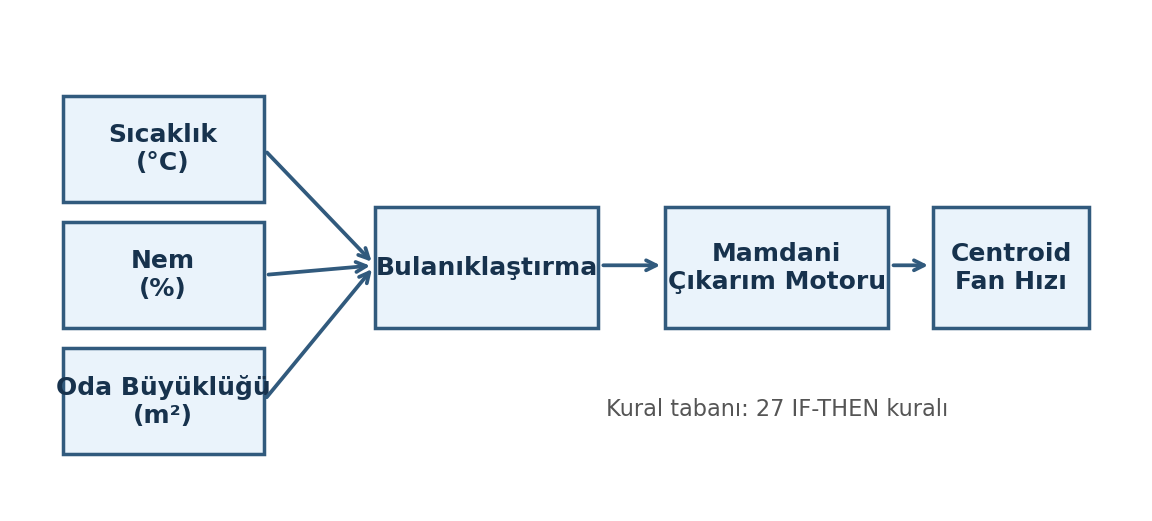 Sıcaklık
(°C)
Nem
(%)
Oda Büyüklüğü
(m²)
Bulanıklaştırma
Mamdani
Çıkarım Motoru
Centroid
Fan Hızı
Kural tabanı: 27 IF-THEN kuralı